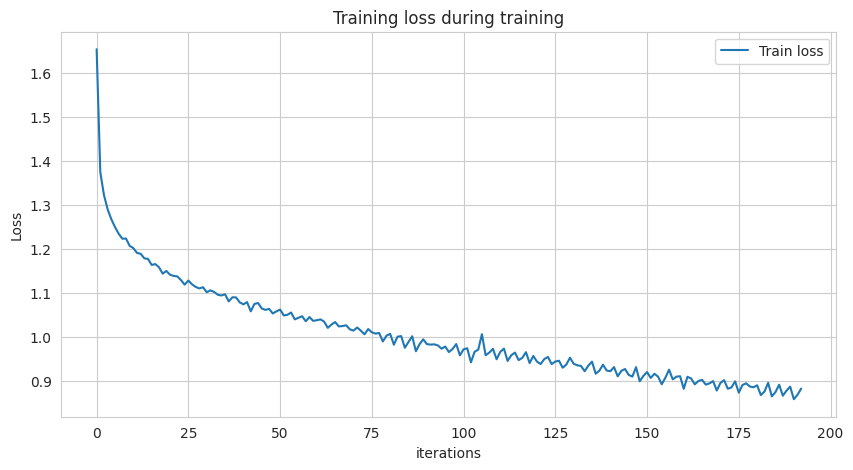 Training loss during training
Train loss
1.6
1.5
1.4
1.3
1.2
1.1
1.0
0.9
Loss
0 25 50 75 100 125 150 175 200
iterations